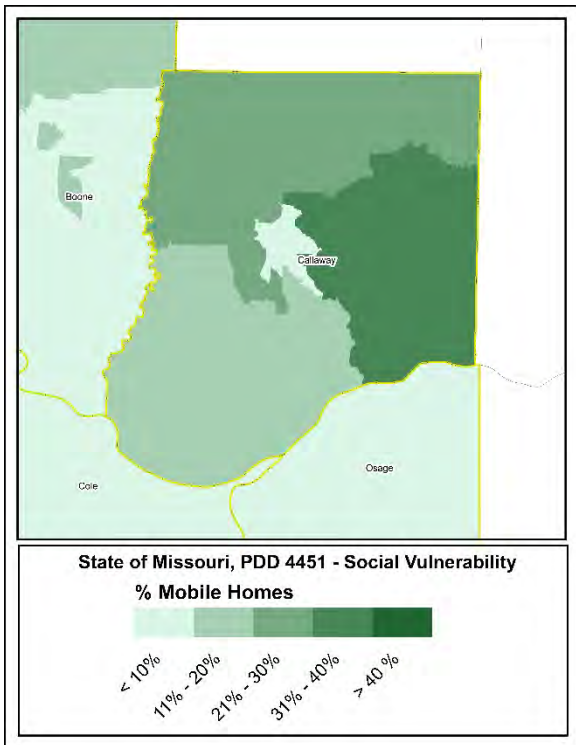 Boone
Callaway
Osage
Cole
State of Missouri, PDD 4451 - Social Vulnerability
% Mobile Homes
< 10%
11% - 20%
21% - 30%
31% - 40%
> 40 %